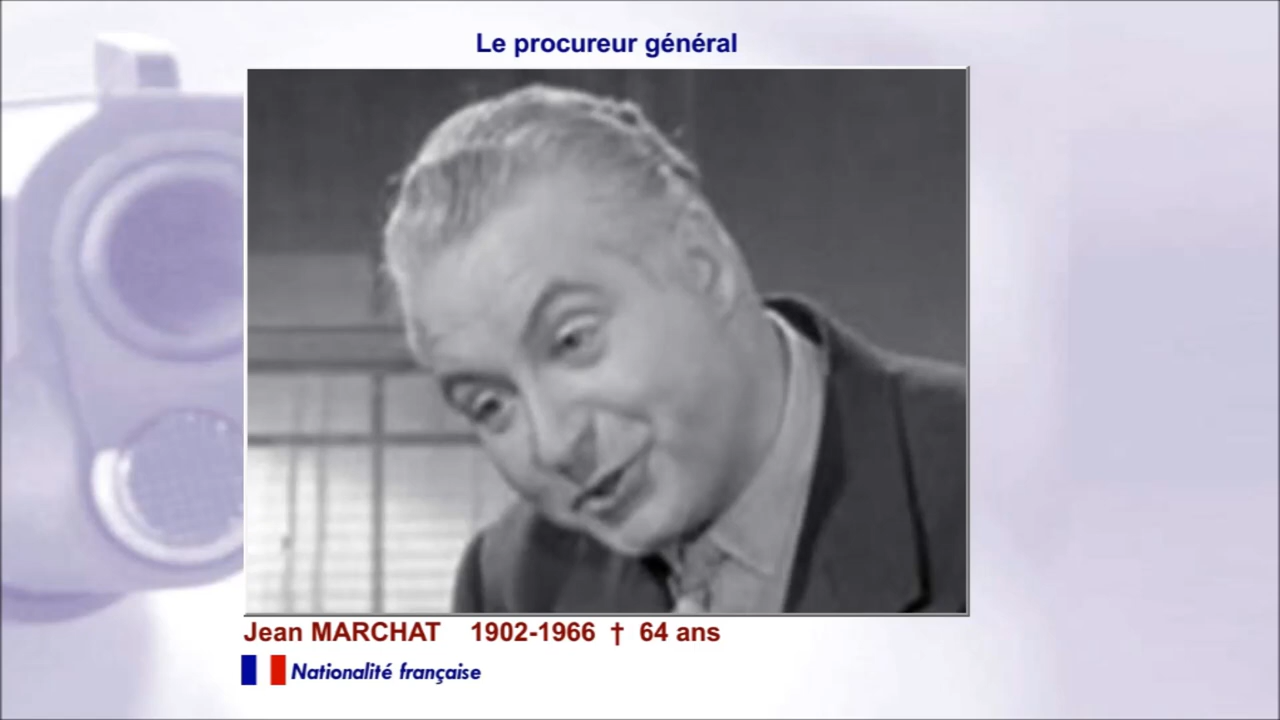 Le procureur général
Jean MARCHAT 1902-1966 † 64 ans
Nationalité française